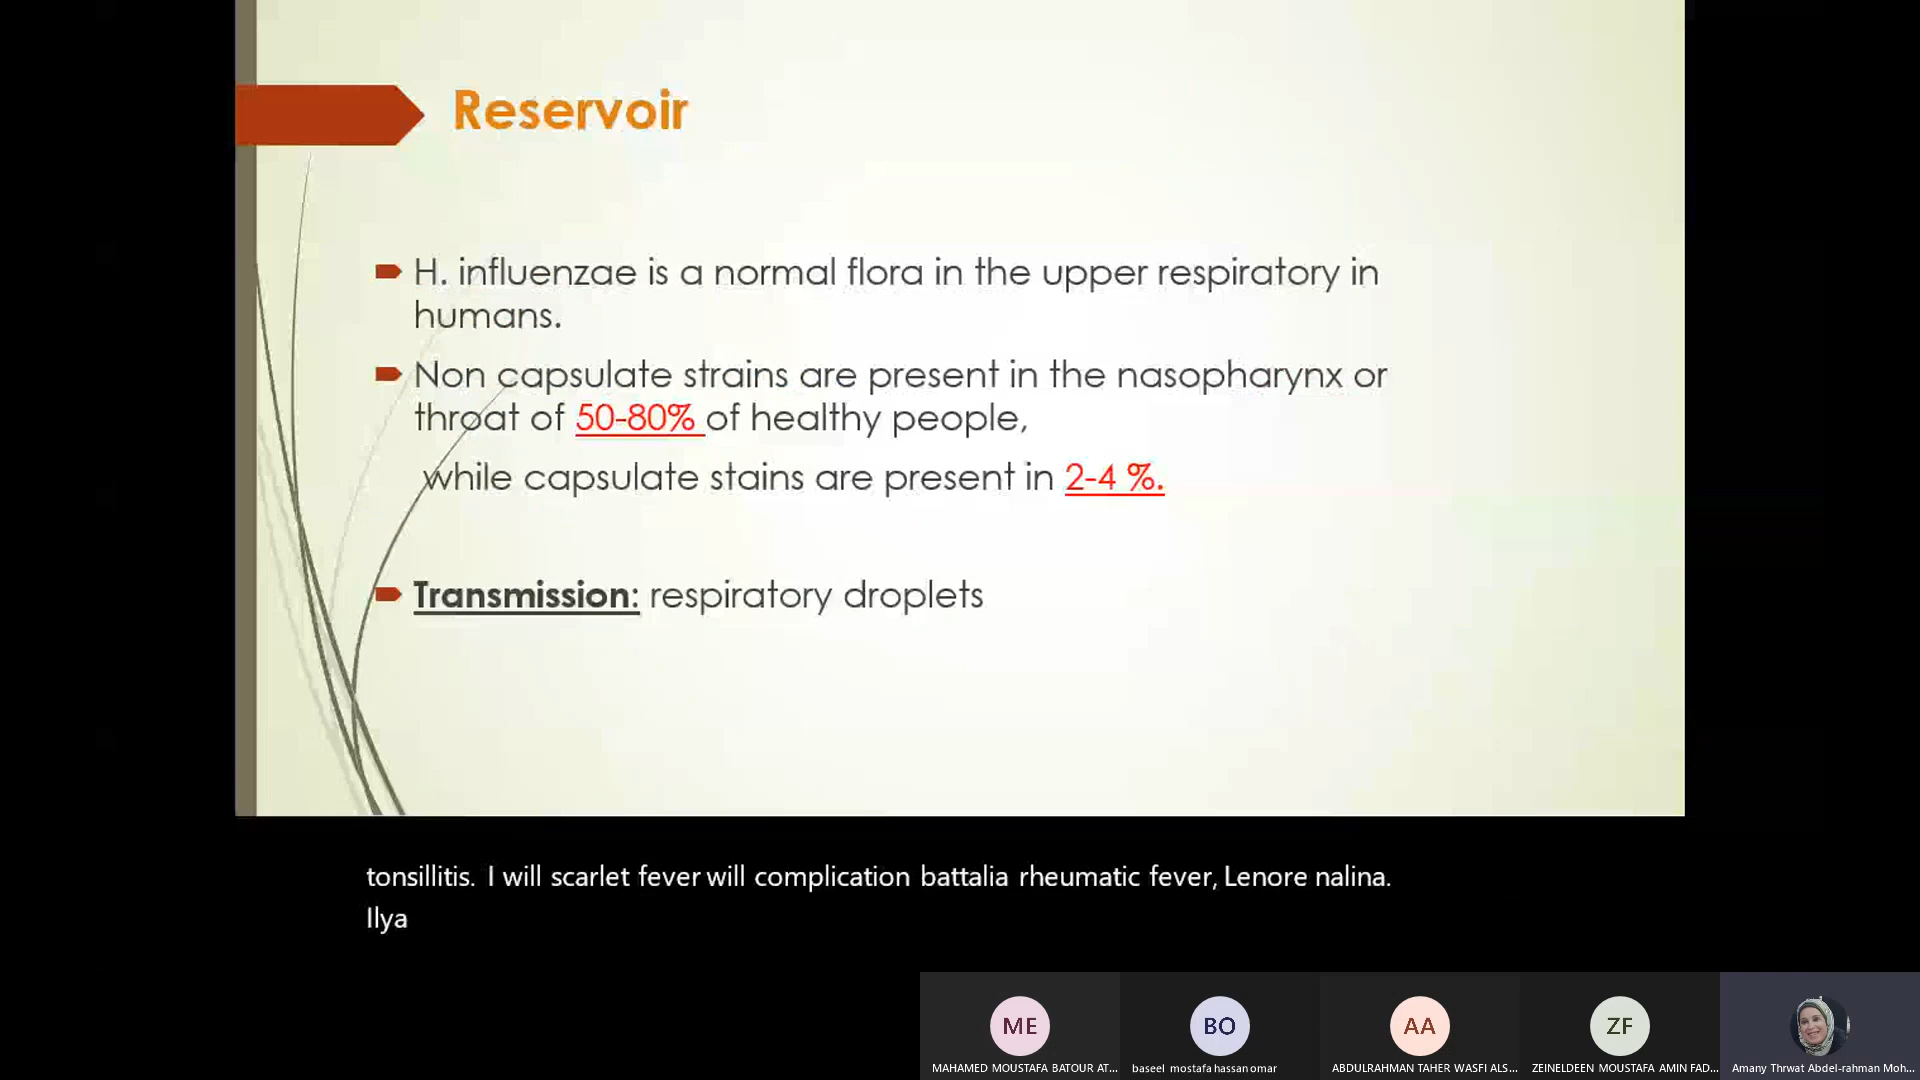 Reservoir
H. influenzae is a normal flora in the upper respiratory in
humans.
Non capsulate strains are present in the nasopharynx or
throat of 50-80% of healthy people,
while capsulate stains are present in 2-4 %.
Transmission: respiratory droplets
tonsillitis. I will scarlet fever will complication battalia rheumatic fever, Lenore nalina.
Ilya
ME BO AA ZF
MAHAMED MOUSTAFA BATOUR AT... baseel mostafa hassan omar ABDULRAHMAN TAHER WASFI ALS... ZEINELDEEN MOUSTAFA AMIN FAD... Amany Thrwat Abdel-rahman Moh...